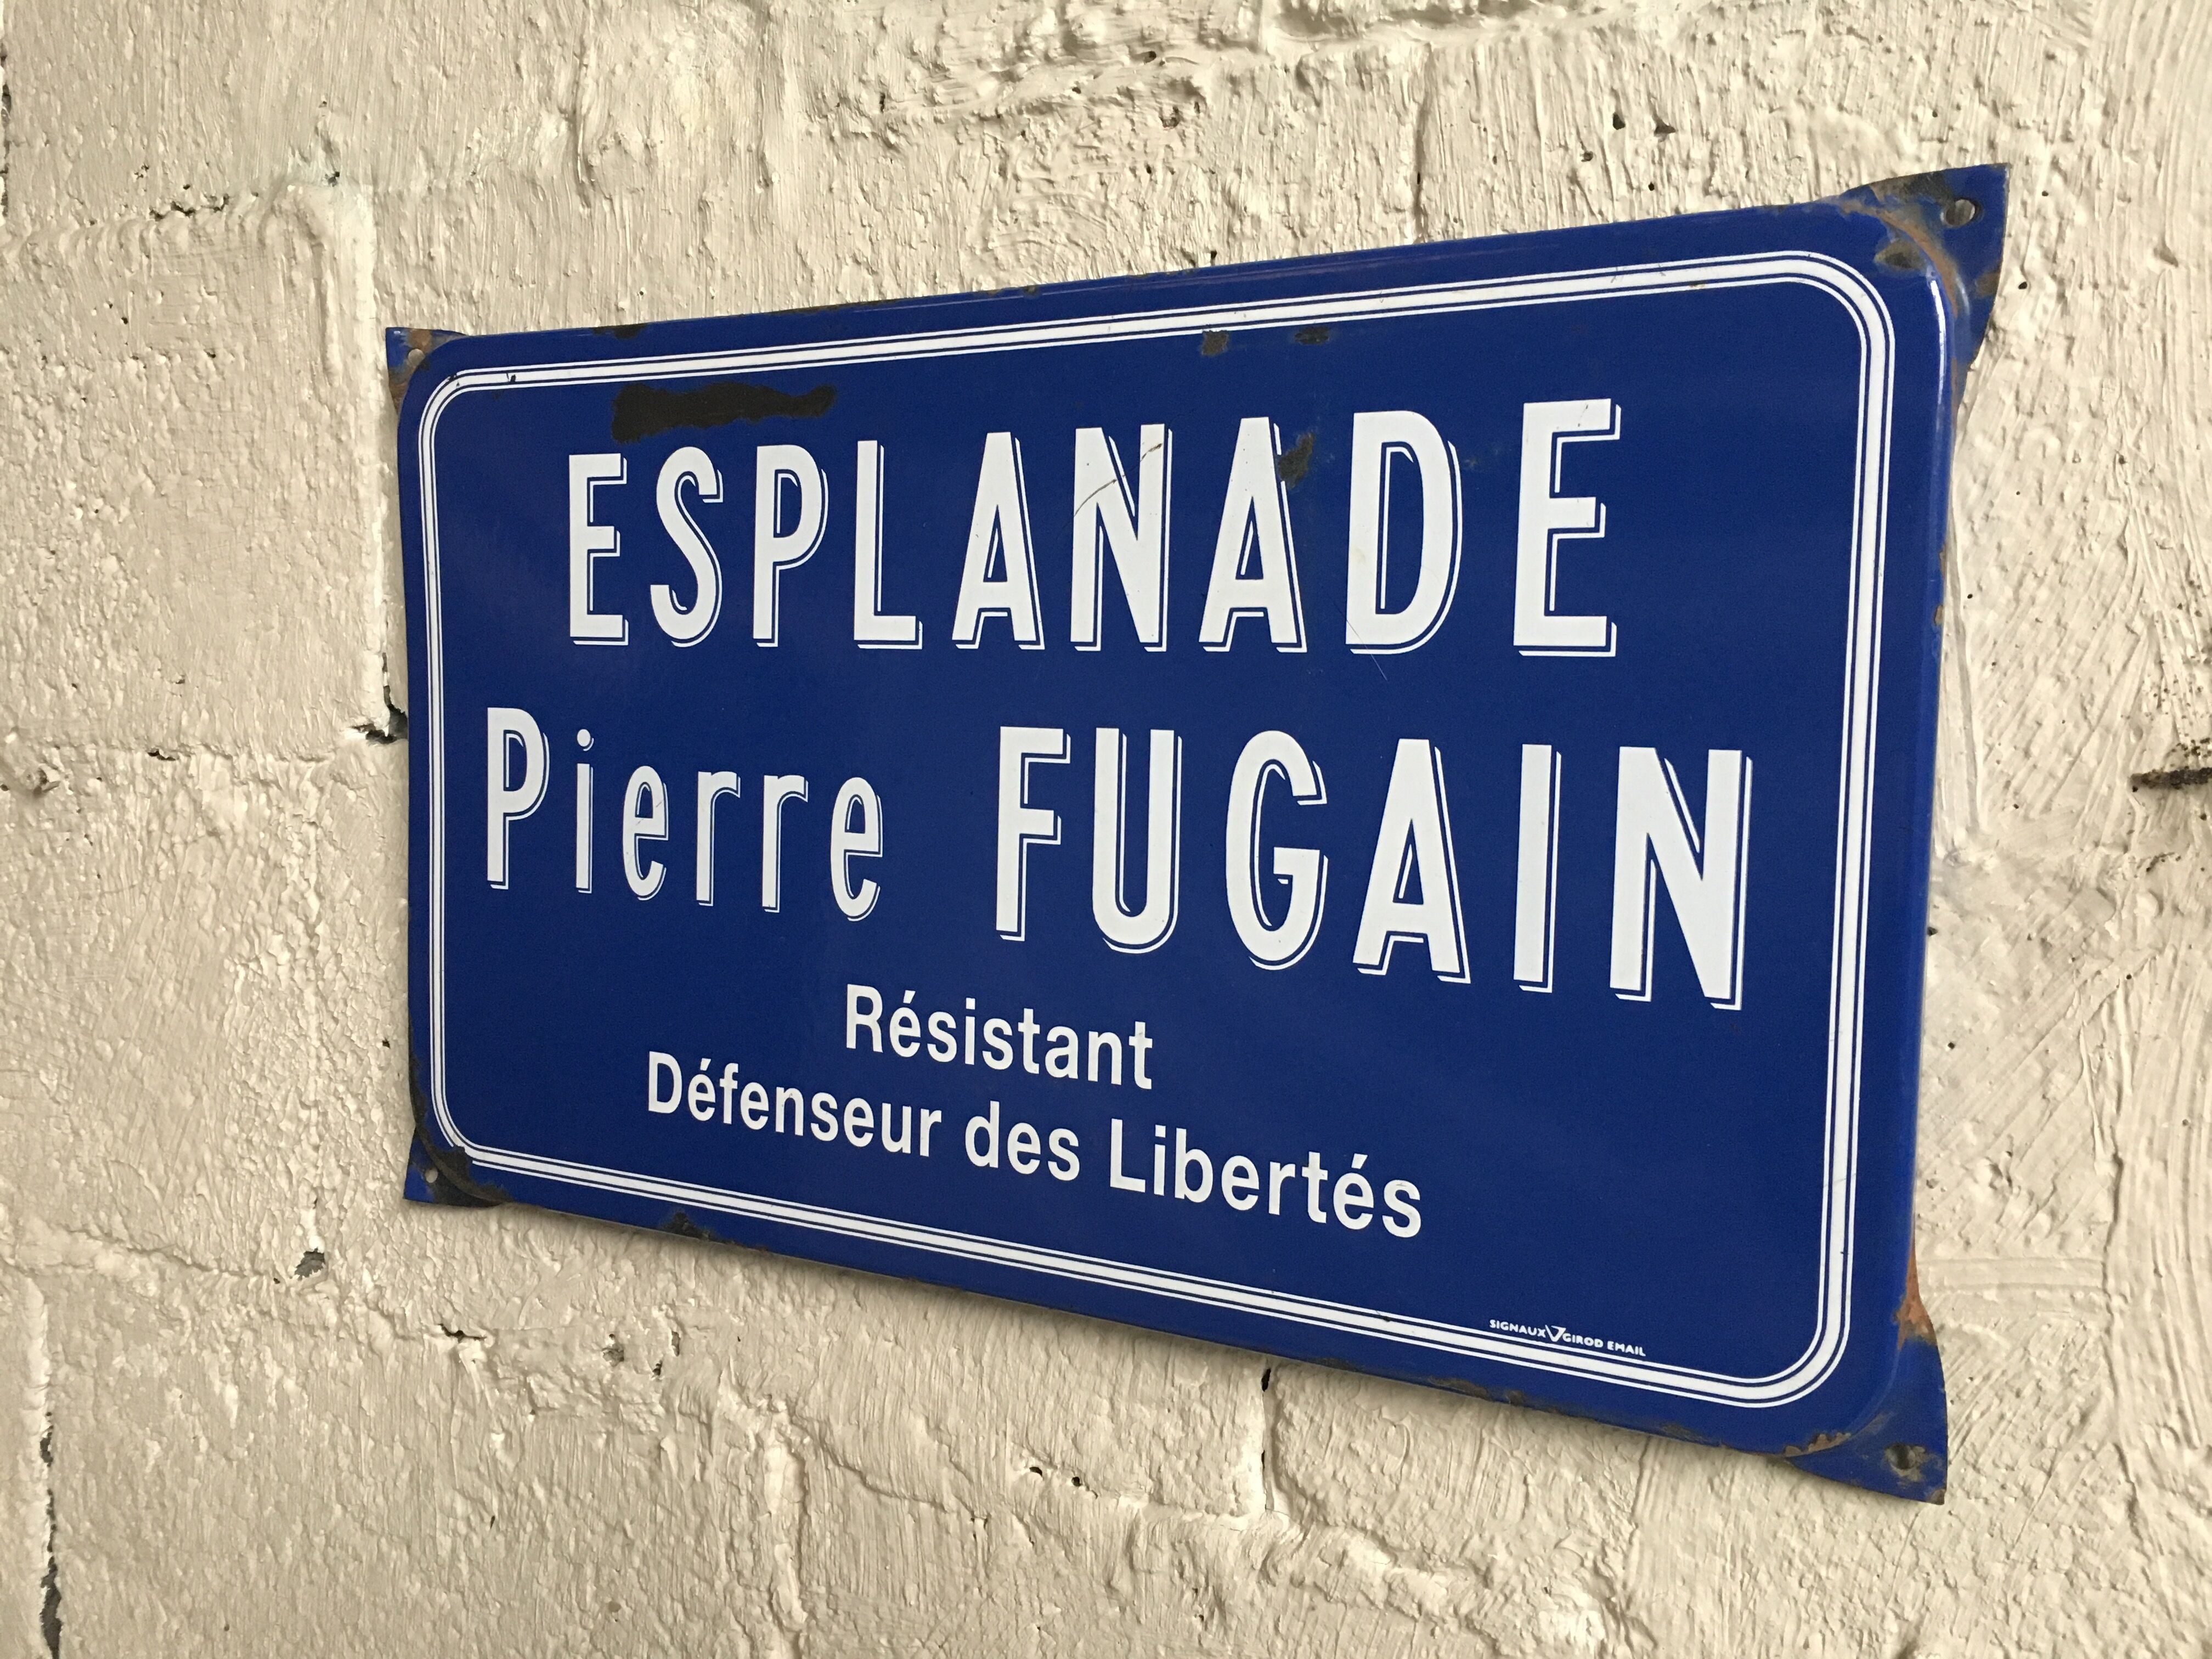 ESPLANADE
Pierre FUGAIN
Résistant
Défenseur des Libertés
SIGNAUX GIROD EMAIL